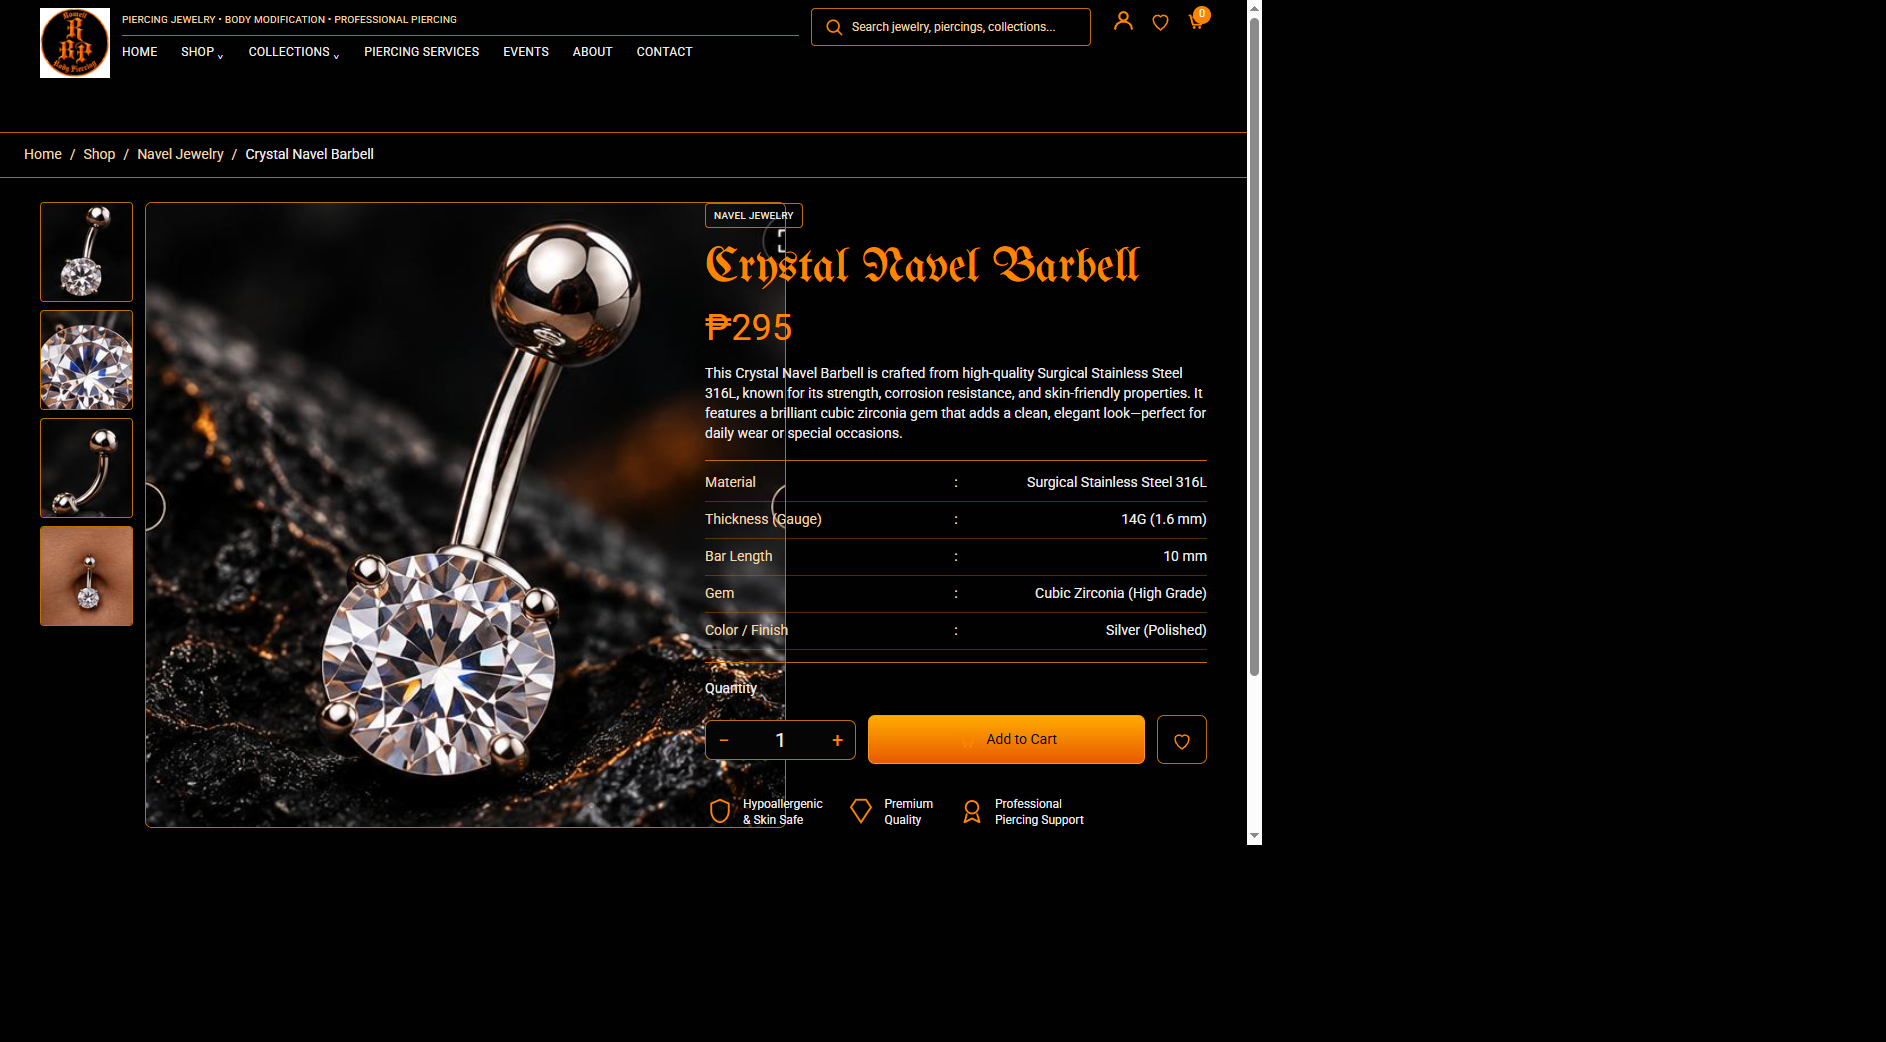 Romell
R
RBP
Body Piercing
PIERCING JEWELRY • BODY MODIFICATION • PROFESSIONAL PIERCING
Search jewelry, piercings, collections...
0
HOME SHOP COLLECTIONS PIERCING SERVICES EVENTS ABOUT CONTACT
Home / Shop / Navel Jewelry / Crystal Navel Barbell
NAVEL JEWELRY
Crystal Navel Barbell
₱295
This Crystal Navel Barbell is crafted from high-quality Surgical Stainless Steel
316L, known for its strength, corrosion resistance, and skin-friendly properties. It
features a brilliant cubic zirconia gem that adds a clean, elegant look—perfect for
daily wear or special occasions.
Material : Surgical Stainless Steel 316L
Thickness (Gauge) : 14G (1.6 mm)
Bar Length : 10 mm
Gem : Cubic Zirconia (High Grade)
Color / Finish : Silver (Polished)
Quantity
− 1 +
Add to Cart
Hypoallergenic
& Skin Safe
Premium
Quality
Professional
Piercing Support